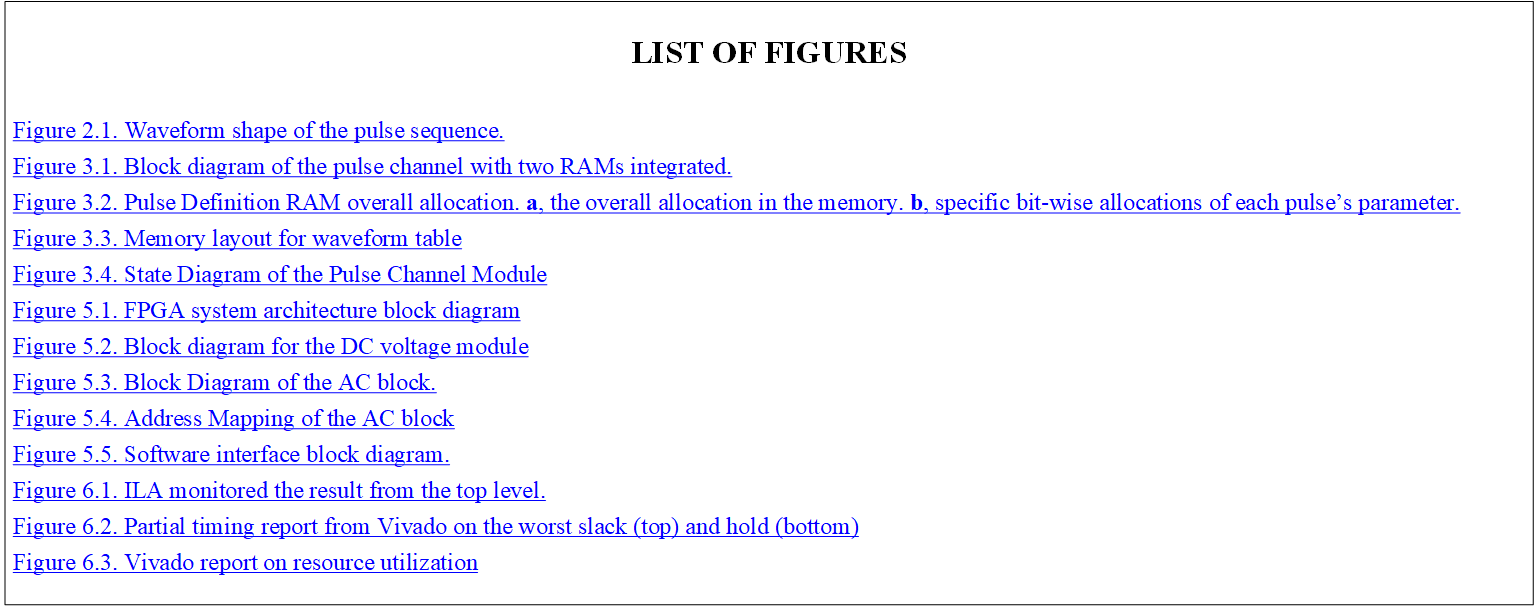 LIST OF FIGURES
Figure 2.1. Waveform shape of the pulse sequence.
Figure 3.1. Block diagram of the pulse channel with two RAMs integrated.
Figure 3.2. Pulse Definition RAM overall allocation. a, the overall allocation in the memory. b, specific bit-wise allocations of each pulse’s parameter.
Figure 3.3. Memory layout for waveform table
Figure 3.4. State Diagram of the Pulse Channel Module
Figure 5.1. FPGA system architecture block diagram
Figure 5.2. Block diagram for the DC voltage module
Figure 5.3. Block Diagram of the AC block.
Figure 5.4. Address Mapping of the AC block
Figure 5.5. Software interface block diagram.
Figure 6.1. ILA monitored the result from the top level.
Figure 6.2. Partial timing report from Vivado on the worst slack (top) and hold (bottom)
Figure 6.3. Vivado report on resource utilization